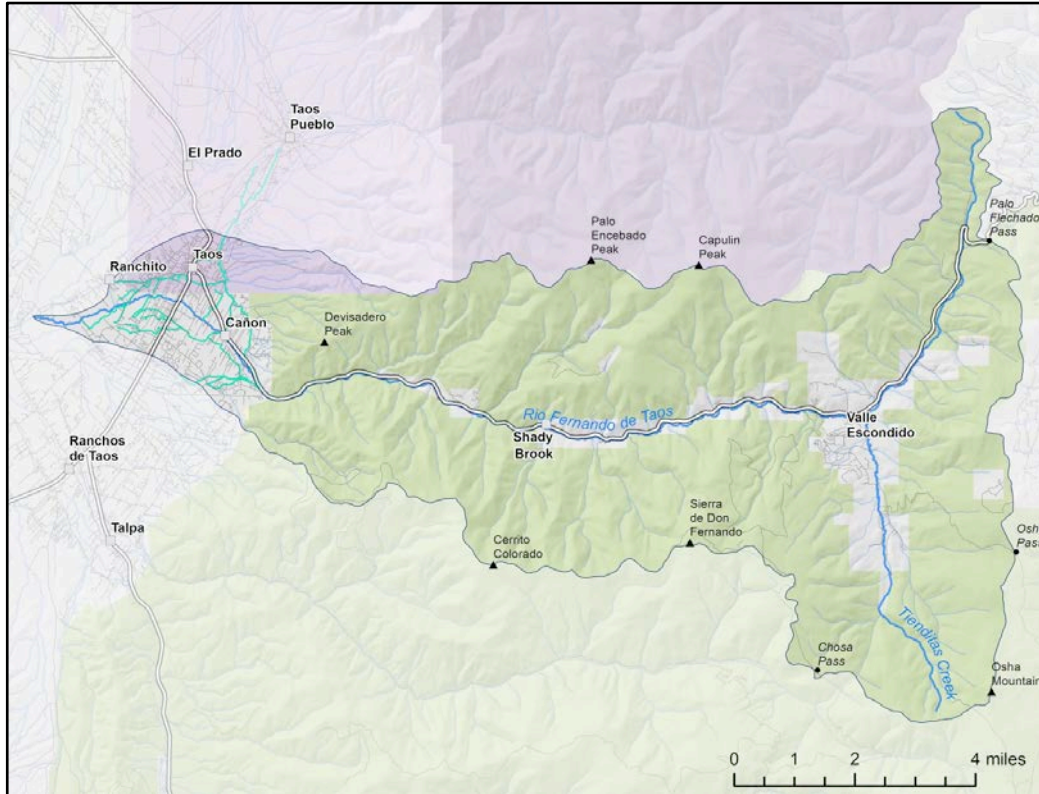 Taos
Pueblo
El Prado
Palo
Flechado
Pass
Palo
Encebado
Peak
Capulin
Peak
Taos
Ranchito
Cañon
Devisadero
Peak
Rio Fernando de Taos
Valle
Escondido
Shady
Brook
Ranchos
de Taos
Sierra
de Don
Fernando
Talpa
Osha
Pass
Cerrito
Colorado
Tienditas Creek
Chosa
Pass
Osha
Mountain
0 1 2 4 miles